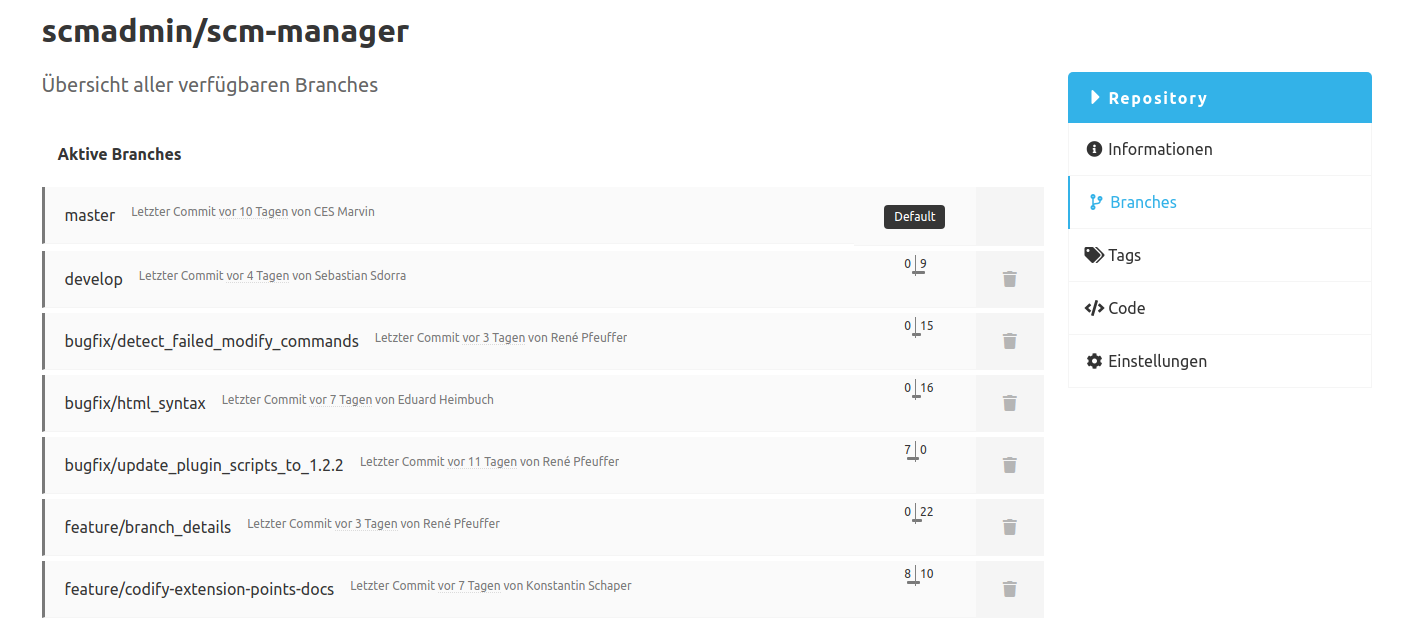 scmadmin/scm-manager
Übersicht aller verfügbaren Branches
Aktive Branches
master Letzter Commit vor 10 Tagen von CES Marvin Default
develop Letzter Commit vor 4 Tagen von Sebastian Sdorra 0 9
bugfix/detect_failed_modify_commands Letzter Commit vor 3 Tagen von René Pfeuffer 0 15
bugfix/html_syntax Letzter Commit vor 7 Tagen von Eduard Heimbuch 0 16
bugfix/update_plugin_scripts_to_1.2.2 Letzter Commit vor 11 Tagen von René Pfeuffer 7 0
feature/branch_details Letzter Commit vor 3 Tagen von René Pfeuffer 0 22
feature/codify-extension-points-docs Letzter Commit vor 7 Tagen von Konstantin Schaper 8 10
Repository
Informationen
Branches
Tags
Code
Einstellungen